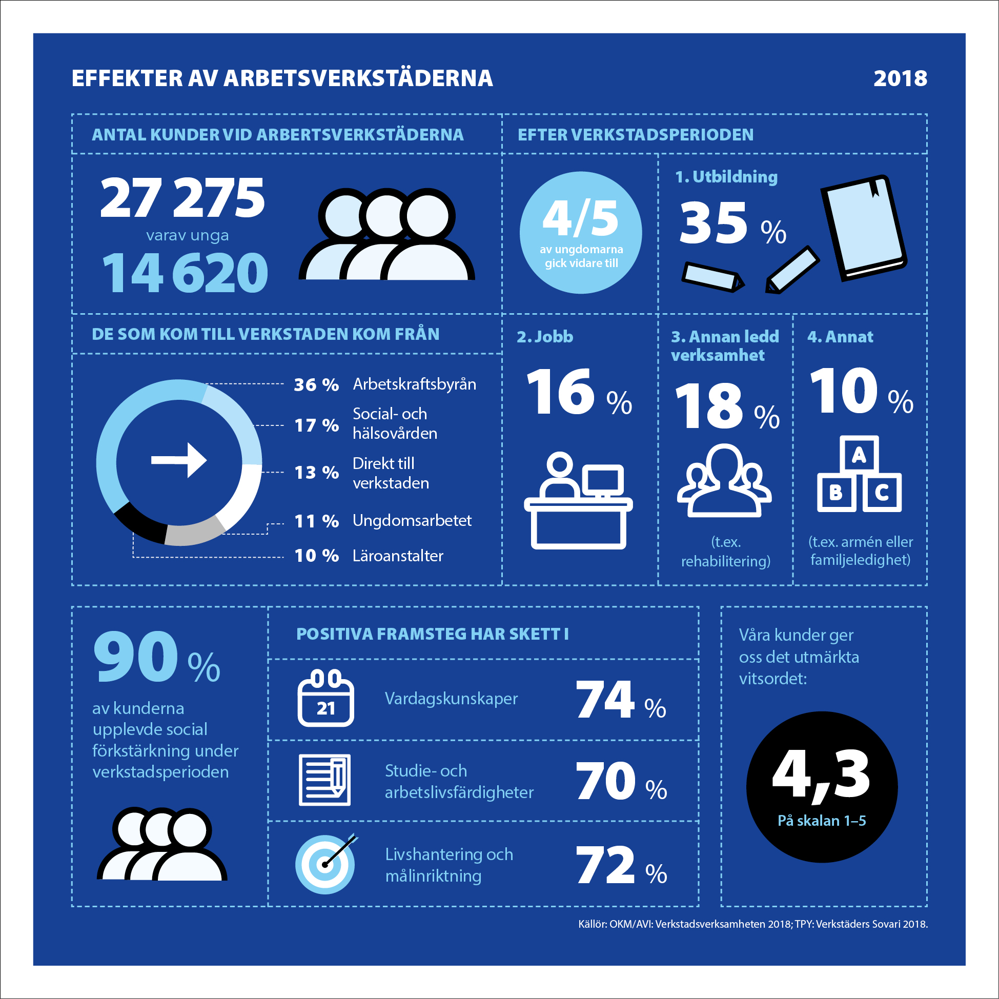 EFFEKTER AV ARBETSVERKSTÄDERNA
2018
ANTAL KUNDER VID ARBERTSVERKSTÄDERNA
27 275
varav unga
14 620
EFTER VERKSTADSPERIODEN
4/5
av ungdomarna
gick vidare till
1. Utbildning
35 %
DE SOM KOM TILL VERKSTADEN KOM FRÅN
36 % Arbetskraftsbyrån
17 % Social- och
hälsovården
13 % Direkt till
verkstaden
11 % Ungdomsarbetet
10 % Läroanstalter
2. Jobb
16 %
3. Annan ledd
verksamhet
18 %
(t.ex.
rehabilitering)
4. Annat
10 %
A
B
C
(t.ex. armén eller
familjeledighet)
90 %
av kunderna
upplevde social
förkstärkning under
verkstadsperioden
POSITIVA FRAMSTEG HAR SKETT I
21
Vardagskunskaper
74 %
Studie- och
arbetslivsfärdigheter
70 %
Livshantering och
målinriktning
72 %
Våra kunder ger
oss det utmärkta
vitsordet:
4,3
På skalan 1–5
Källör: OKM/AVI: Verkstadsverksamheten 2018; TPY: Verkstäders Sovari 2018.